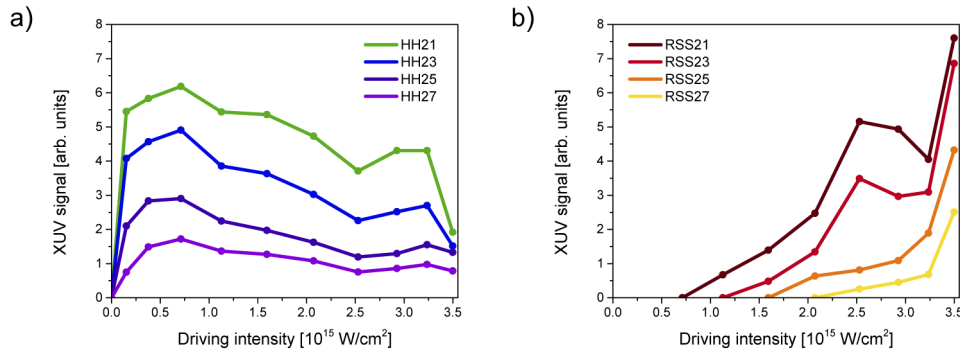 a)
XUV signal [arb. units]
8
7
6
5
4
3
2
1
0
HH21
HH23
HH25
HH27
0.0 0.5 1.0 1.5 2.0 2.5 3.0 3.5
Driving intensity [10¹⁵ W/cm²]
b)
XUV signal [arb. units]
8
7
6
5
4
3
2
1
0
RSS21
RSS23
RSS25
RSS27
0.0 0.5 1.0 1.5 2.0 2.5 3.0 3.5
Driving intensity [10¹⁵ W/cm²]